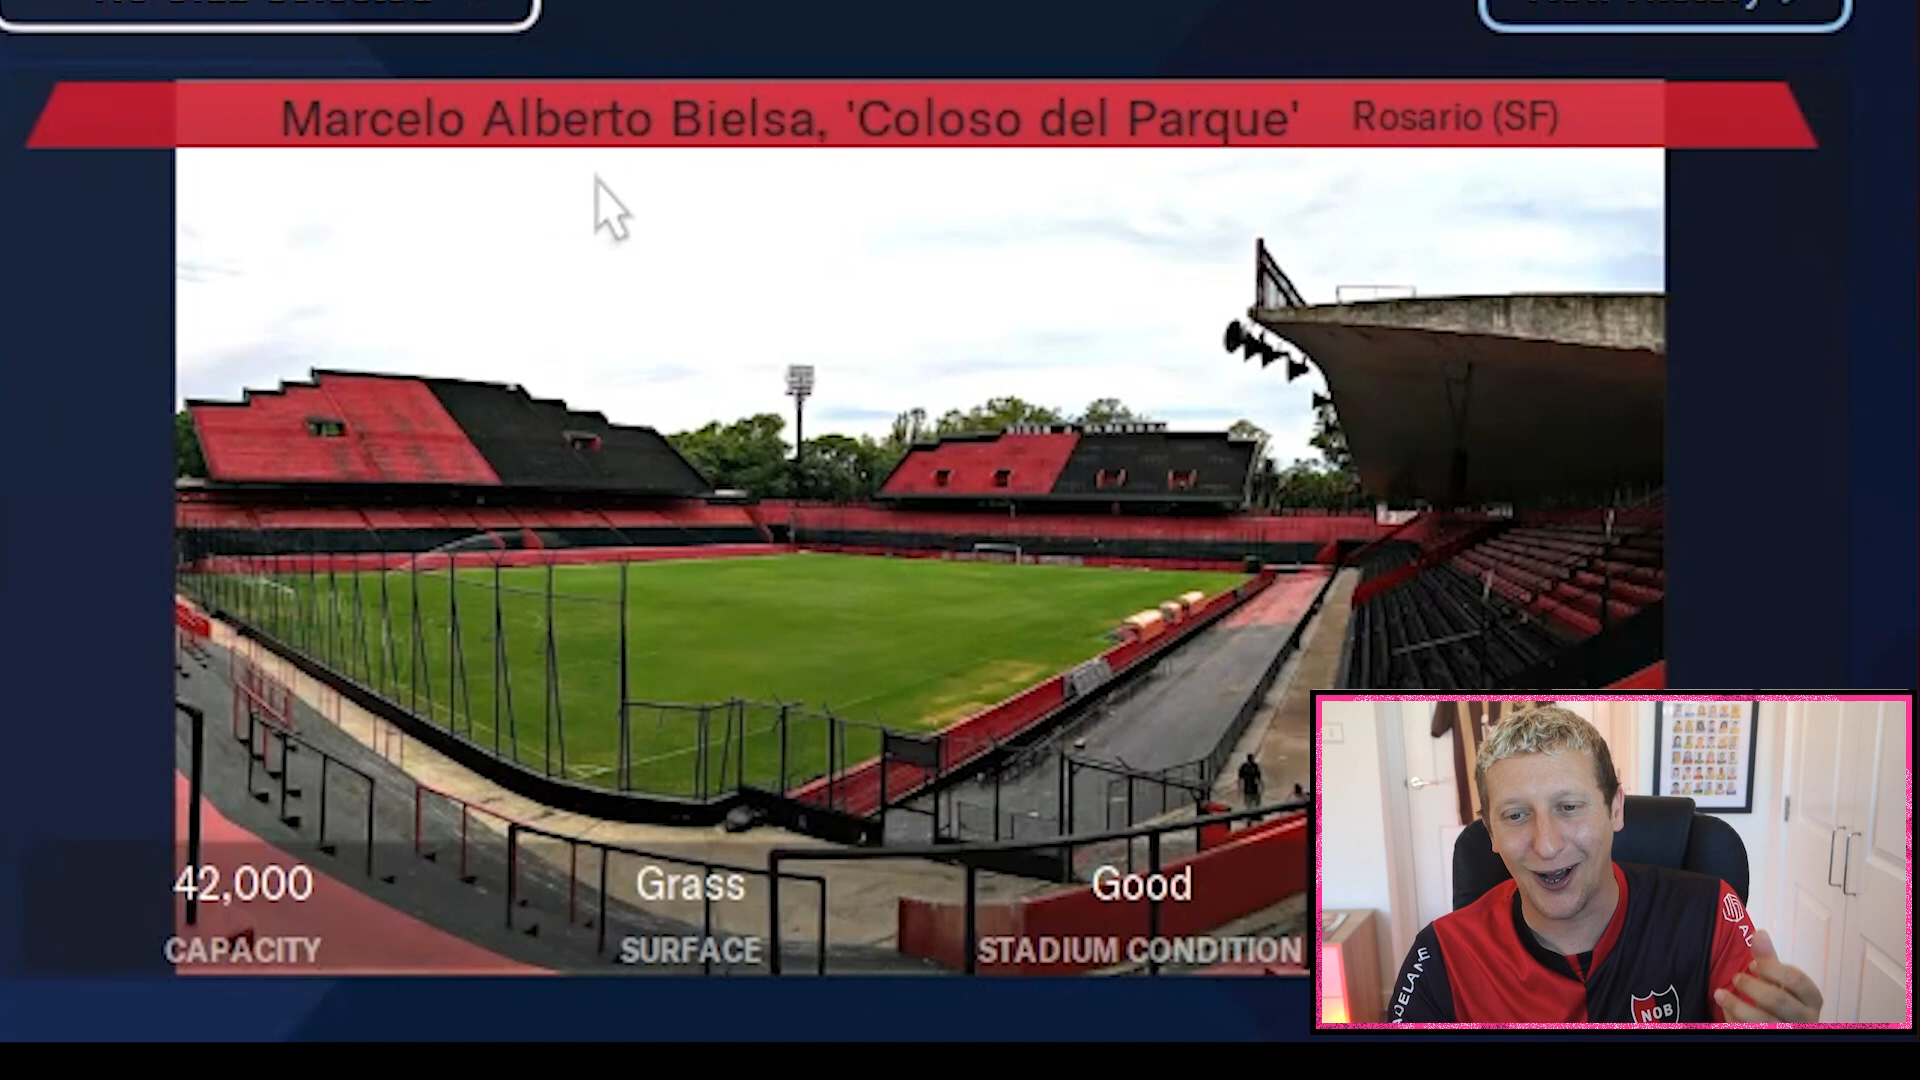 Marcelo Alberto Bielsa, 'Coloso del Parque' Rosario (SF)
42,000 Grass Good
CAPACITY SURFACE STADIUM CONDITION
NOB